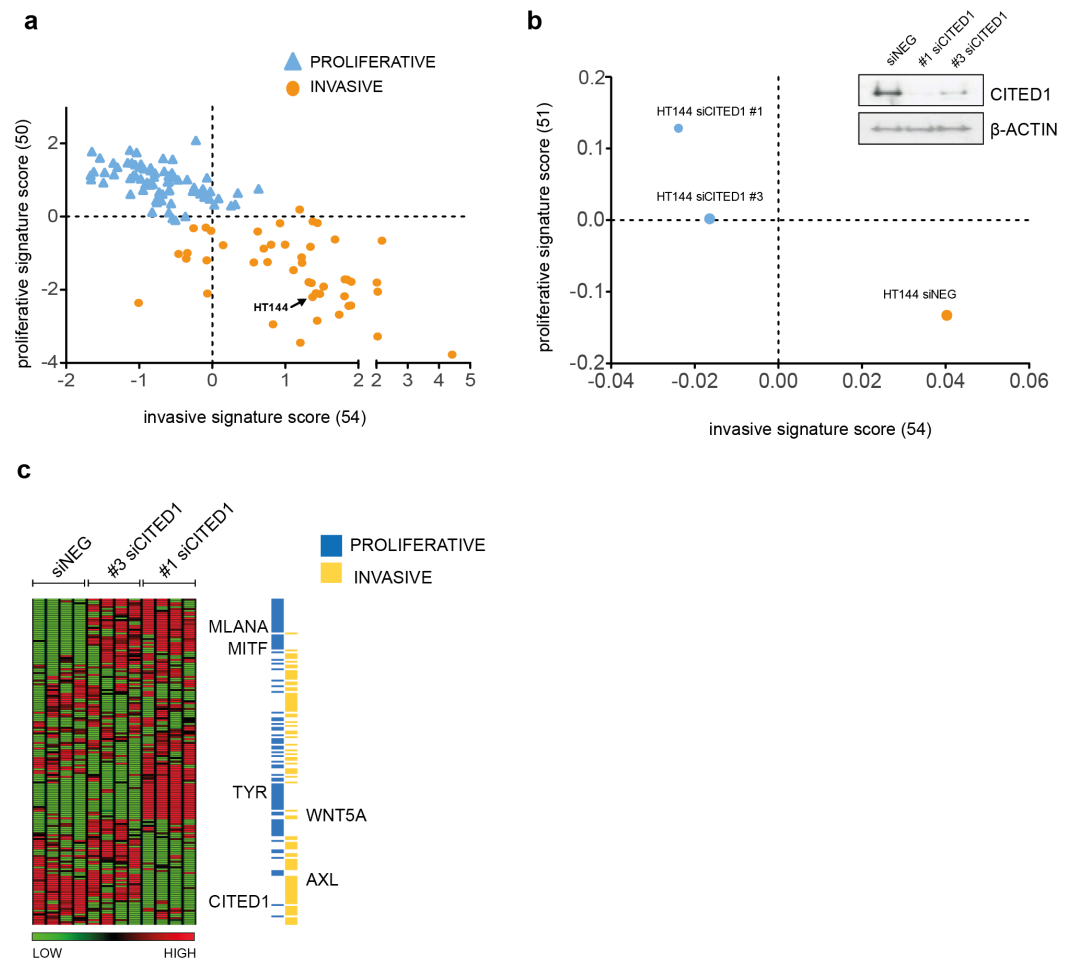 a
PROLIFERATIVE
INVASIVE
proliferative signature score (50)
2
0
-2
-4
HT144
-2
-1
0
1
2
2
3
4
5
invasive signature score (54)
b
siNEG
#1 siCITED1
#3 siCITED1
CITED1
β-ACTIN
proliferative signature score (51)
0.2
0.1
0.0
-0.1
-0.2
HT144 siCITED1 #1
HT144 siCITED1 #3
HT144 siNEG
-0.04
-0.02
0.00
0.02
0.04
0.06
invasive signature score (54)
c
siNEG
#3 siCITED1
#1 siCITED1
PROLIFERATIVE
INVASIVE
MLANA
MITF
TYR
WNT5A
AXL
CITED1
LOW
HIGH